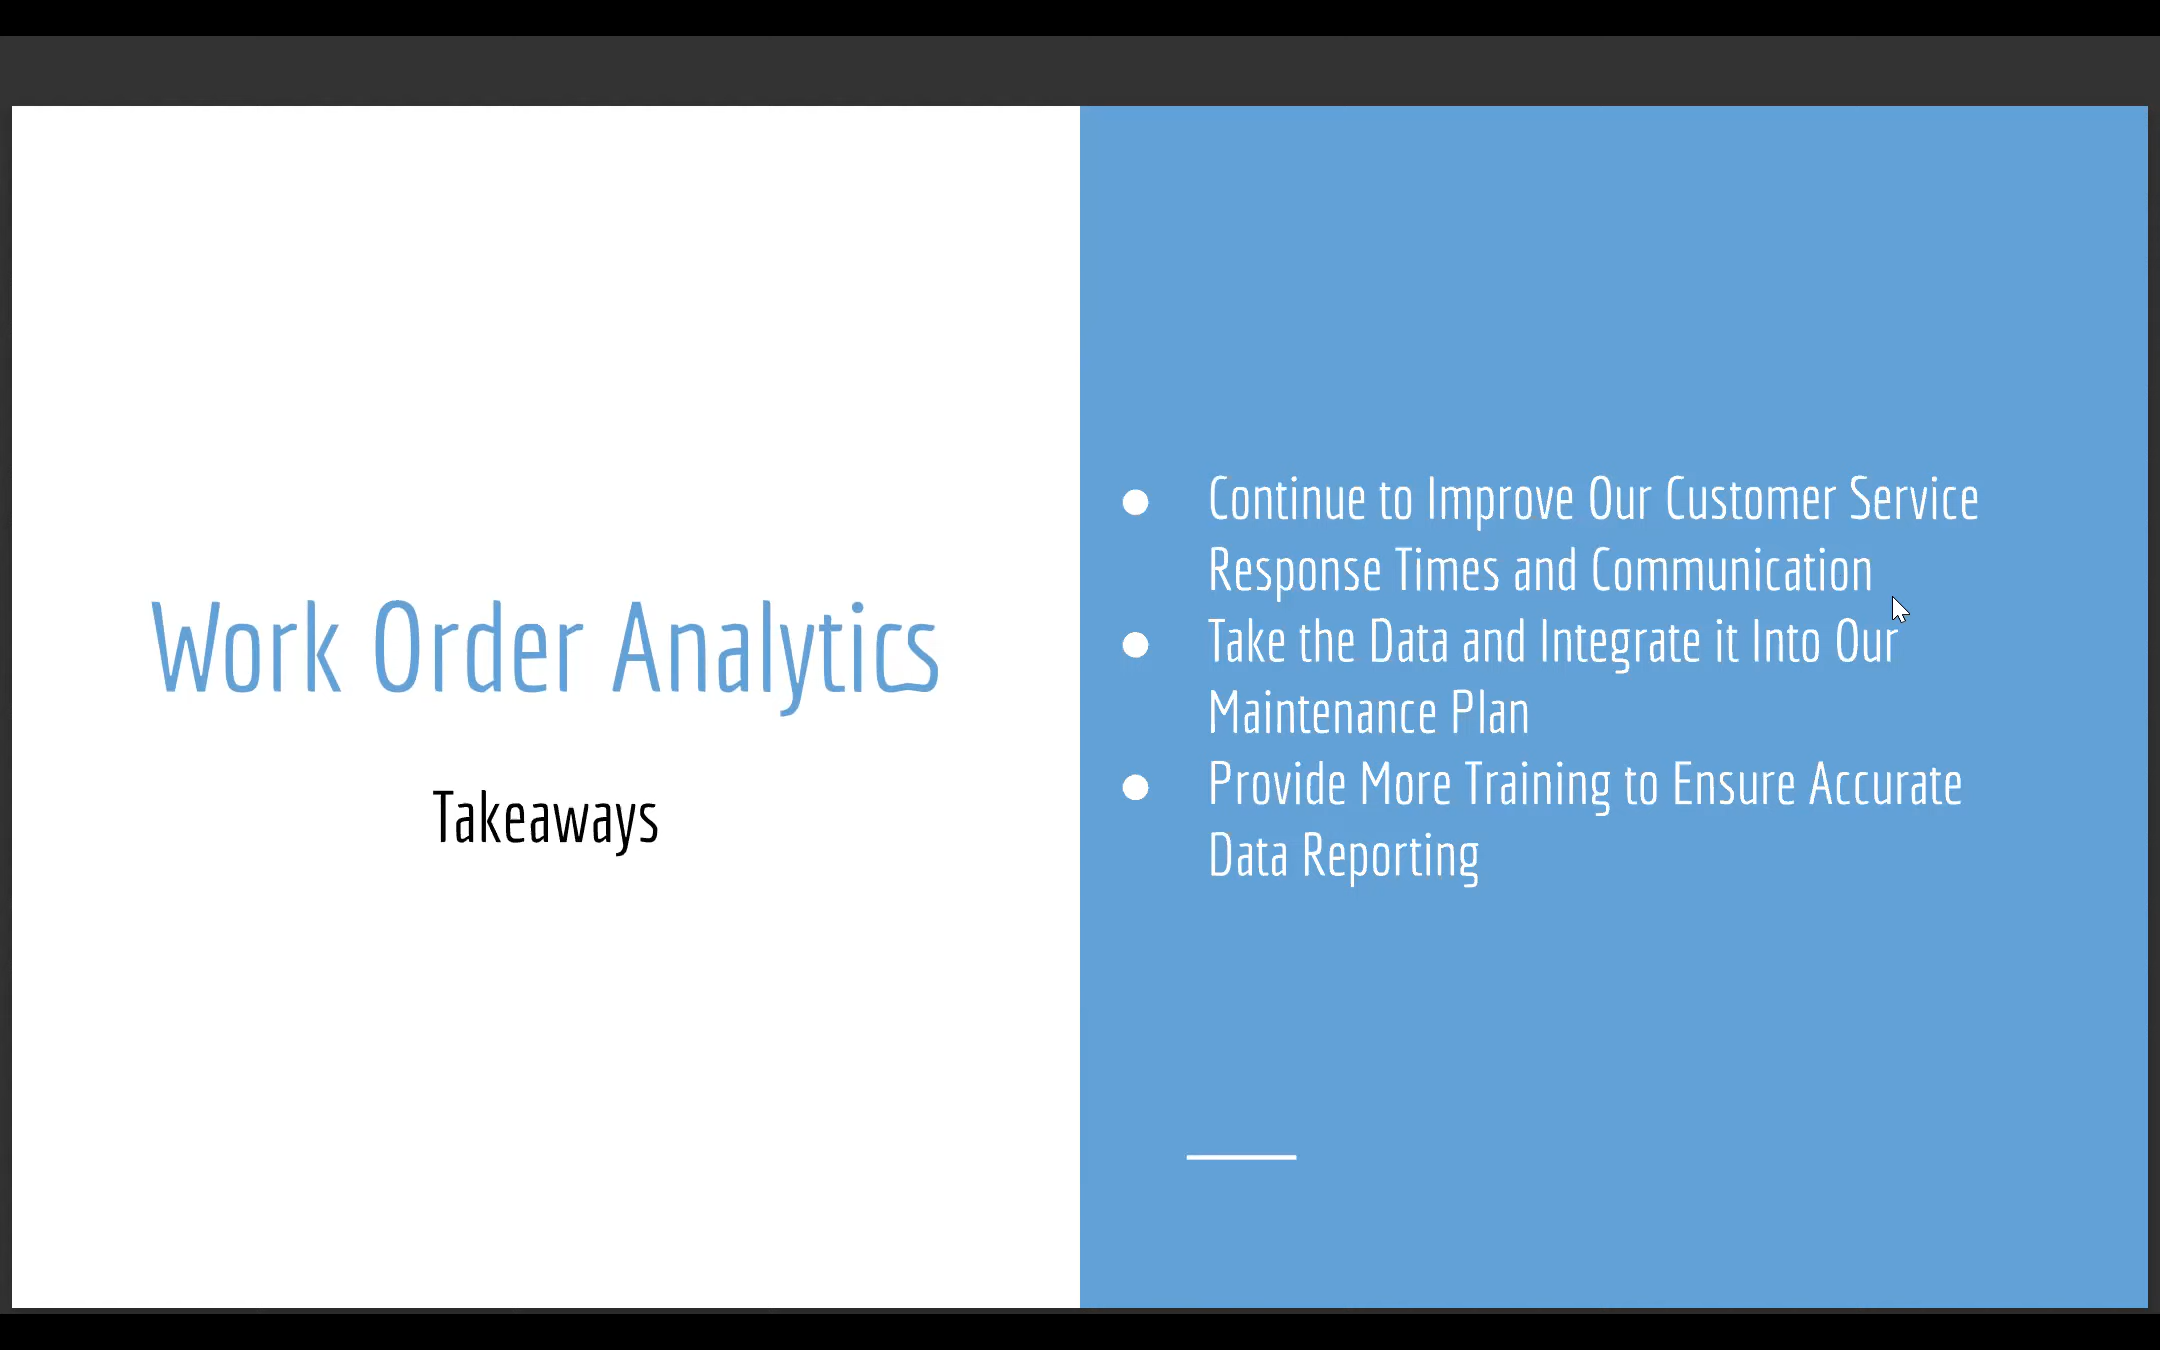 Work Order Analytics
Takeaways
● Continue to Improve Our Customer Service
Response Times and Communication
● Take the Data and Integrate it Into Our
Maintenance Plan
● Provide More Training to Ensure Accurate
Data Reporting